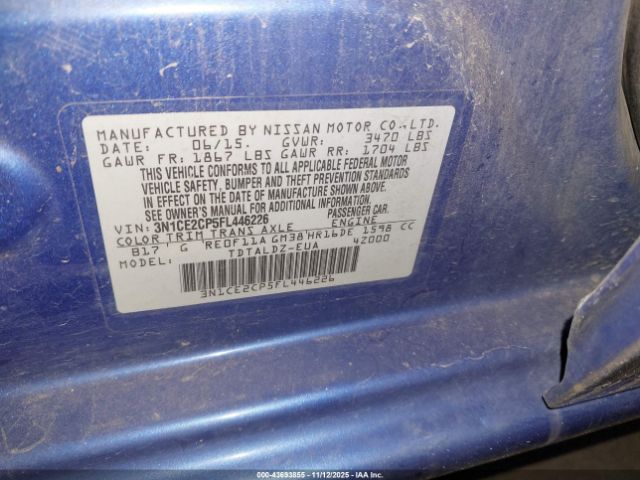 MANUFACTURED BY NISSAN MOTOR CO.,LTD.
DATE: 06/15. GVWR: 3470 LBS
GAWR FR: 1867 LBS GAWR RR: 1704 LBS
THIS VEHICLE CONFORMS TO ALL APPLICABLE FEDERAL MOTOR
VEHICLE SAFETY, BUMPER AND THEFT PREVENTION STANDARDS
IN EFFECT ON THE DATE OF MANUFACTURE SHOWN ABOVE.
SEE OWNER'S MANUAL FOR ADDITIONAL INFORMATION.
VIN: 3N1CE2CP5FL446226 PASSENGER CAR.
COLOR TRIM TRANS AXLE ENGINE
B17 G RE0F11A GM38 HR16DE 1598 CC
TDTALDZ-EUA 42000
3N1CE2CP5FL446226
000-43693855 - 11/12/2025 - IAAI.COM